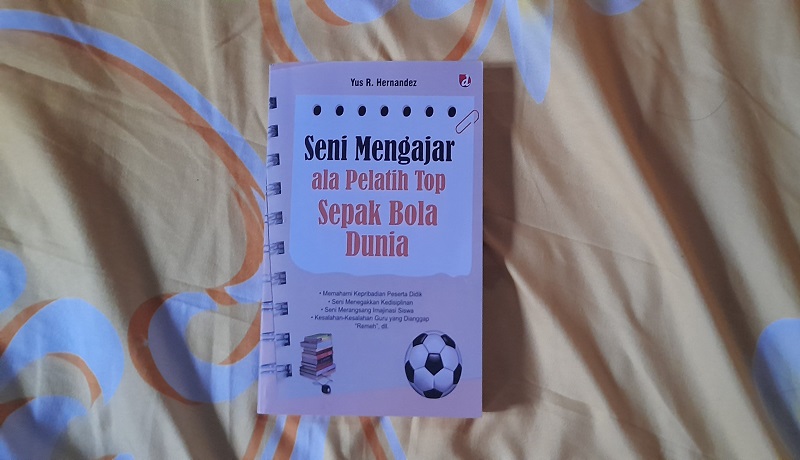 Yus R. Hernandez
d
Seni Mengajar
ala Pelatih Top
Sepak Bola
Dunia
• Memahami Kepribadian Peserta Didik
• Seni Menegakkan Kedisiplinan
• Seni Merangsang Imajinasi Siswa
• Kesalahan-Kesalahan Guru yang Dianggap
"Remeh", dll.